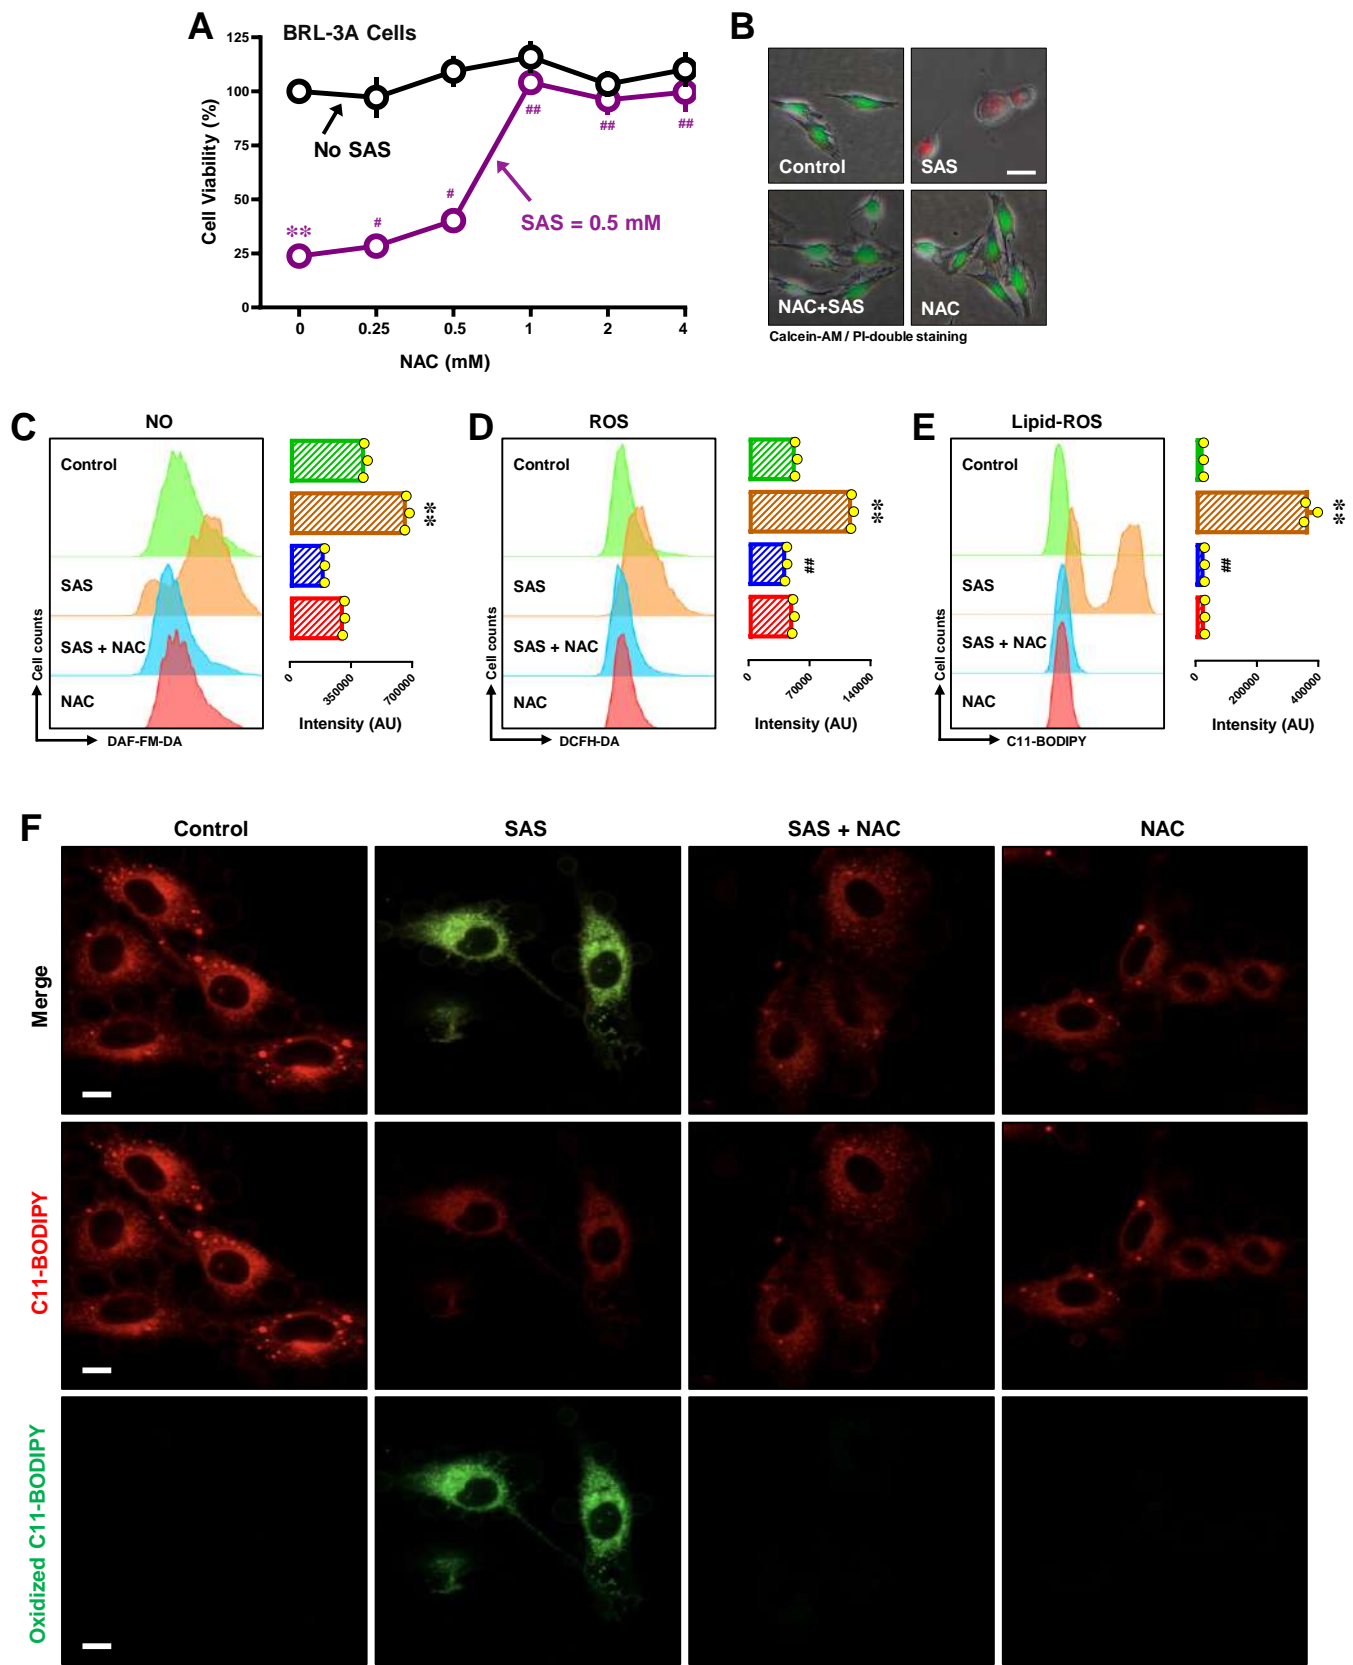 A
BRL-3A Cells
Cell Viability (%)
125
100
75
50
25
0
No SAS
**
#
#
##
##
##
SAS = 0.5 mM
0 0.25 0.5 1 2 4
NAC (mM)
B
Control
SAS
NAC+SAS
NAC
Calcein-AM / PI-double staining
C
NO
Control
SAS
SAS + NAC
NAC
Cell counts
DAF-FM-DA
**
0 350000 700000
Intensity (AU)
D
ROS
Control
SAS
SAS + NAC
NAC
Cell counts
DCFH-DA
**
##
0 70000 140000
Intensity (AU)
E
Lipid-ROS
Control
SAS
SAS + NAC
NAC
Cell counts
C11-BODIPY
**
##
0 200000 400000
Intensity (AU)
F
Control SAS SAS + NAC NAC
Merge
C11-BODIPY
Oxidized C11-BODIPY